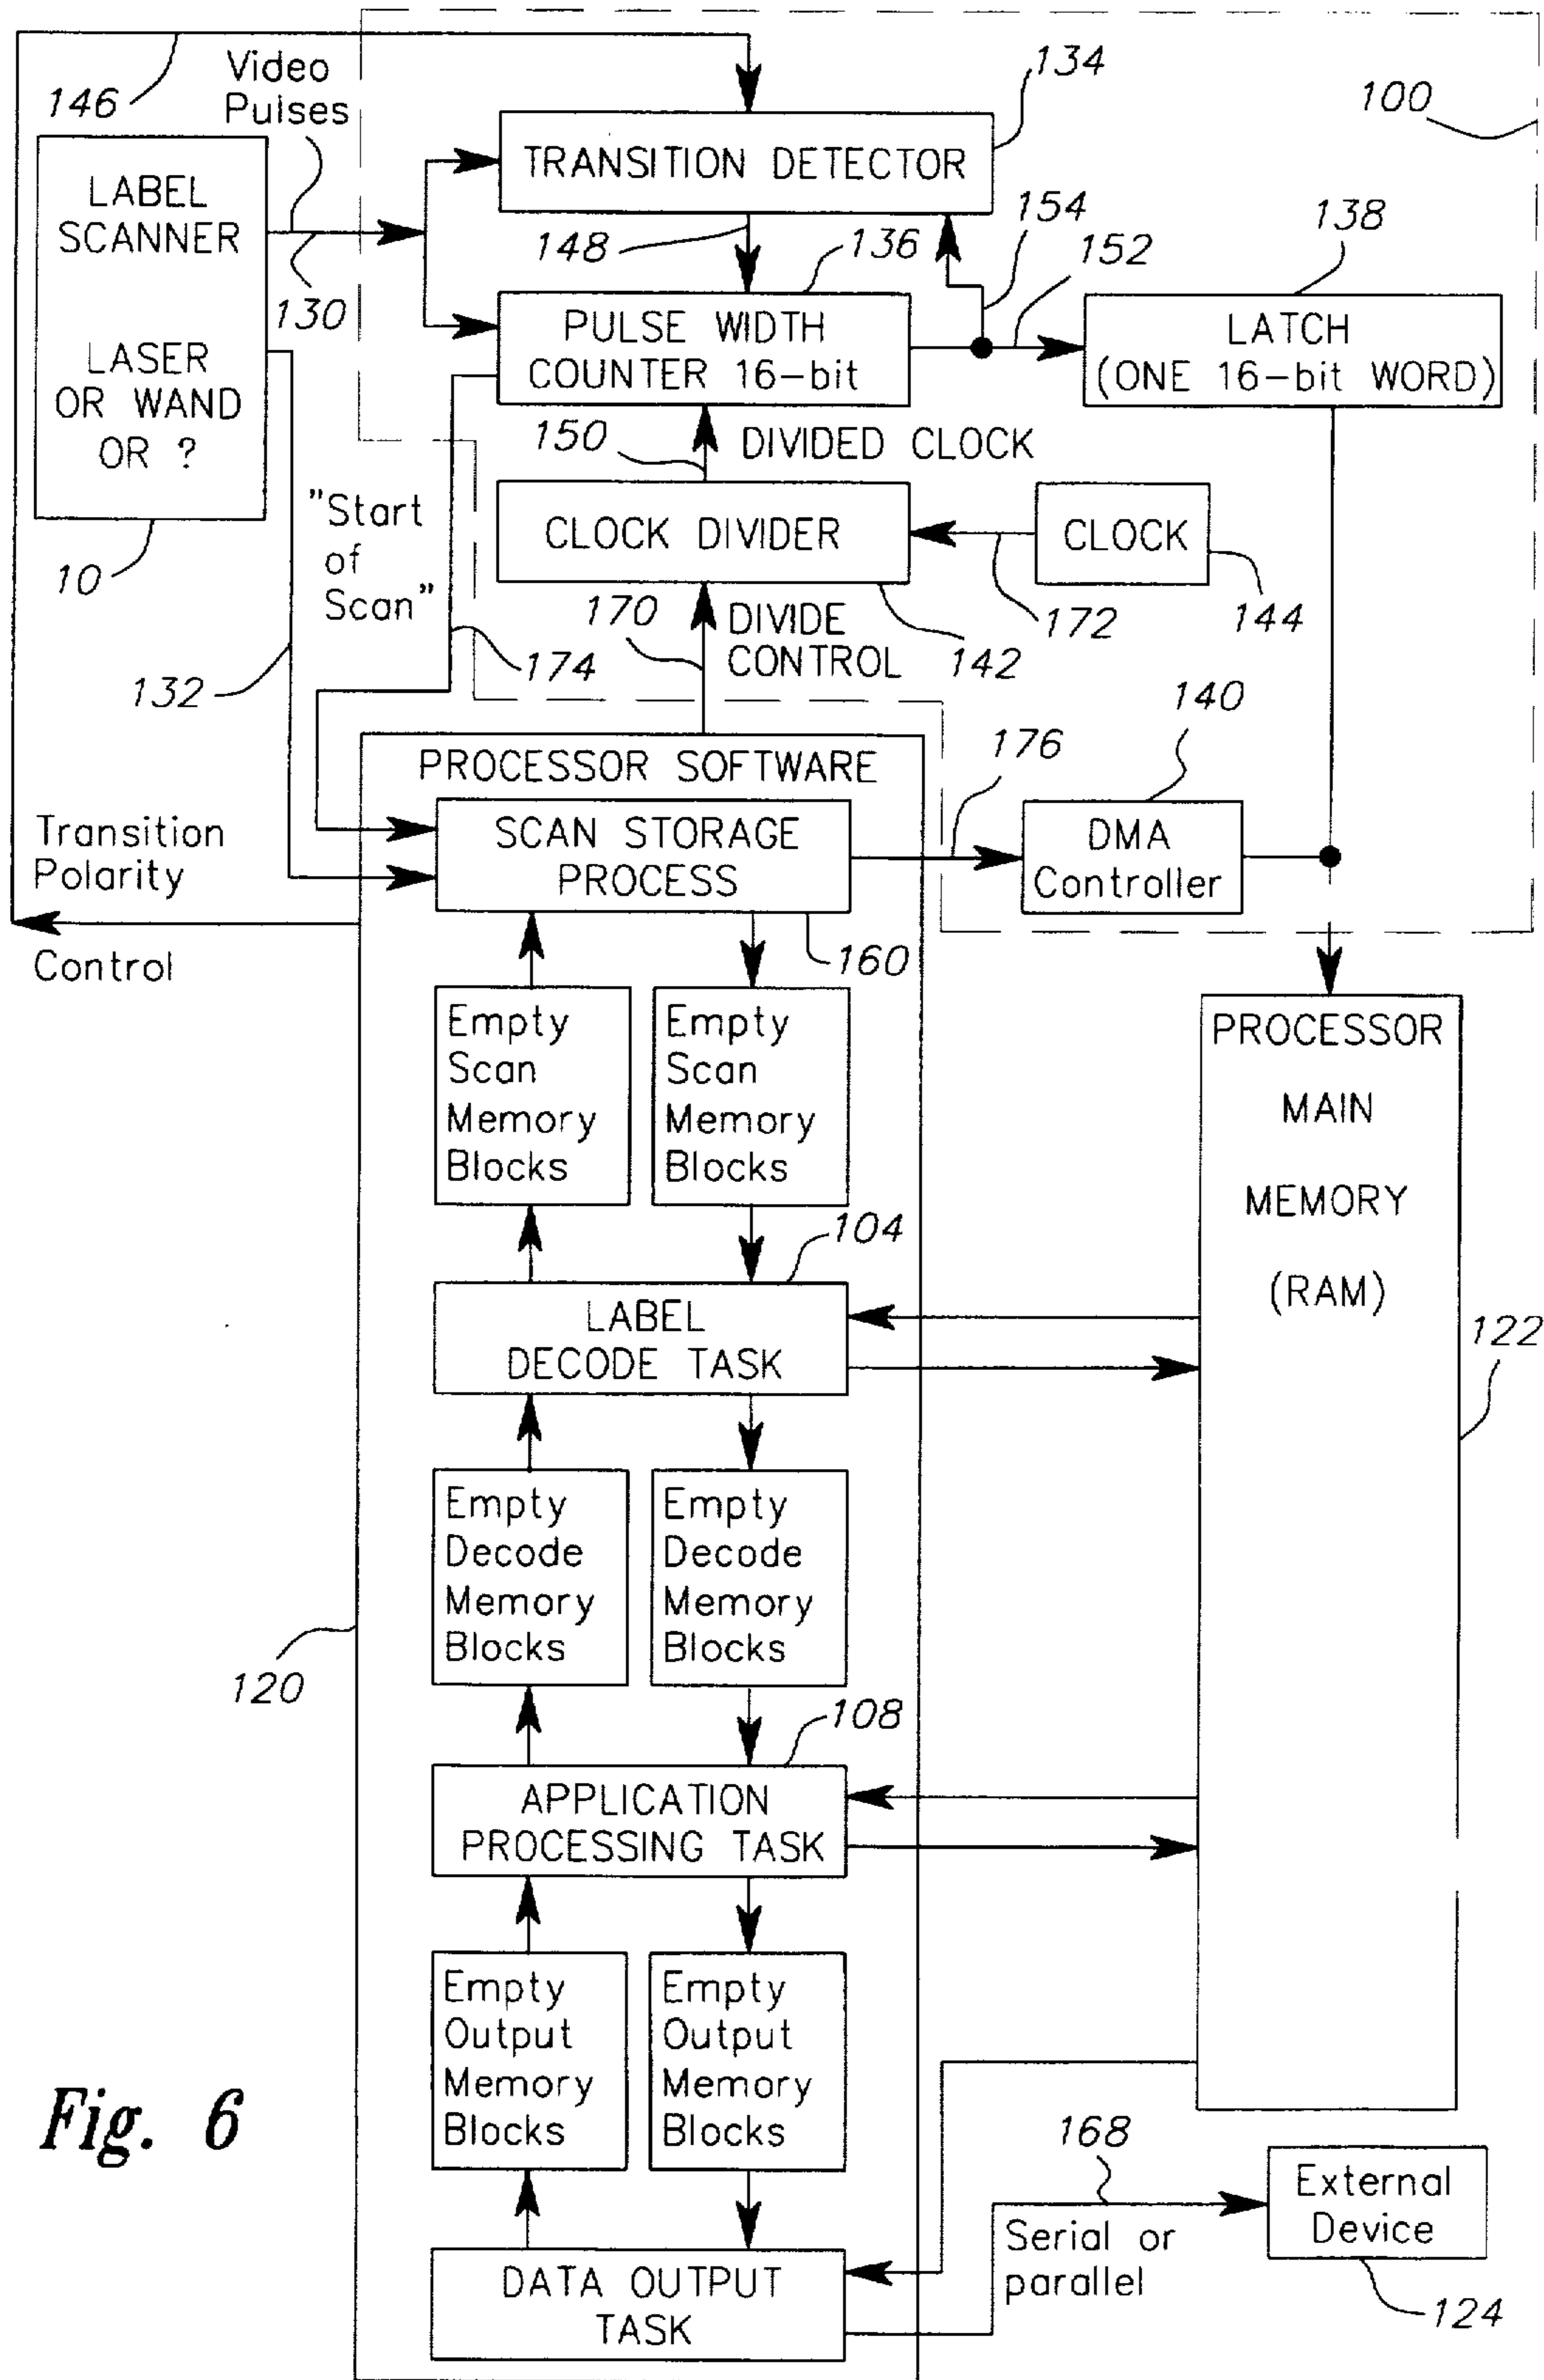 146
Video
Pulses
134
100
LABEL
SCANNER
LASER
OR WAND
OR ?
10
130
132
TRANSITION DETECTOR
148
136
154
152
138
PULSE WIDTH
COUNTER 16-bit
LATCH
(ONE 16-bit WORD)
150
DIVIDED CLOCK
"Start
of
Scan"
174
CLOCK DIVIDER
CLOCK
172
144
142
170
DIVIDE
CONTROL
140
176
PROCESSOR SOFTWARE
SCAN STORAGE
PROCESS
DMA
Controller
Transition
Polarity
Control
160
Empty
Scan
Memory
Blocks
Empty
Scan
Memory
Blocks
PROCESSOR
MAIN
MEMORY
(RAM)
122
104
LABEL
DECODE TASK
Empty
Decode
Memory
Blocks
Empty
Decode
Memory
Blocks
120
108
APPLICATION
PROCESSING TASK
Empty
Output
Memory
Blocks
Empty
Output
Memory
Blocks
Fig. 6
168
Serial or
parallel
External
Device
124
DATA OUTPUT
TASK